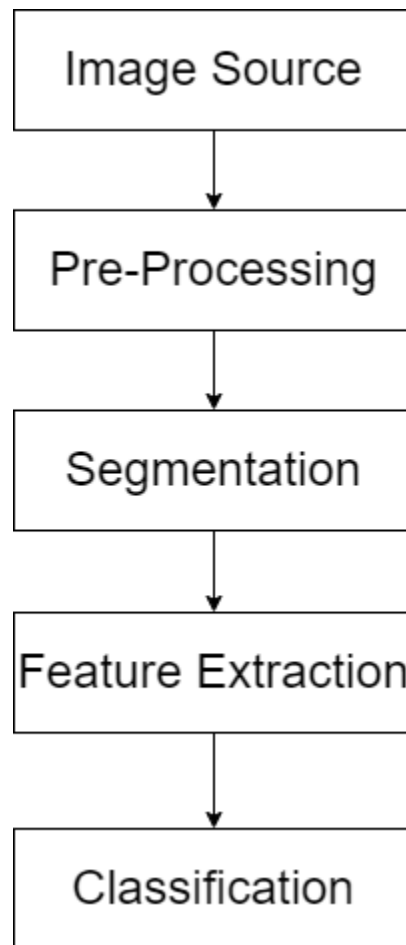 Image Source
Pre-Processing
Segmentation
Feature Extraction
Classification